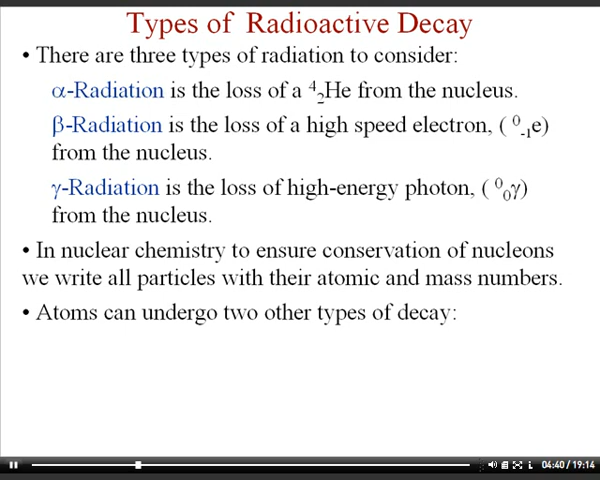 Types of Radioactive Decay
• There are three types of radiation to consider:
α-Radiation is the loss of a ⁴₂He from the nucleus.
β-Radiation is the loss of a high speed electron, ( ⁰₋₁e)
from the nucleus.
γ-Radiation is the loss of high-energy photon, ( ⁰₀γ)
from the nucleus.
• In nuclear chemistry to ensure conservation of nucleons
we write all particles with their atomic and mass numbers.
• Atoms can undergo two other types of decay:
04:40 / 19:14